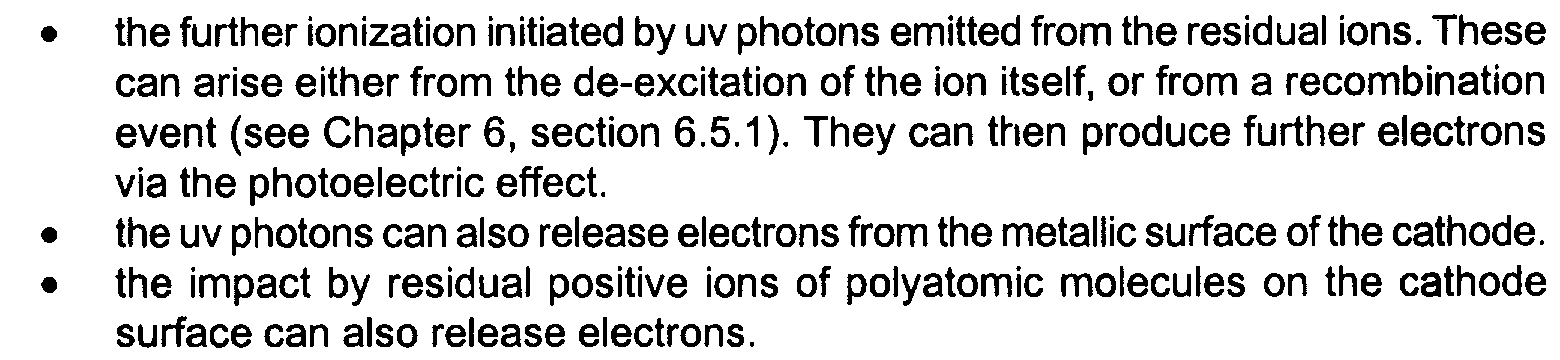 • the further ionization initiated by uv photons emitted from the residual ions. These
can arise either from the de-excitation of the ion itself, or from a recombination
event (see Chapter 6, section 6.5.1). They can then produce further electrons
via the photoelectric effect.
• the uv photons can also release electrons from the metallic surface of the cathode.
• the impact by residual positive ions of polyatomic molecules on the cathode
surface can also release electrons.